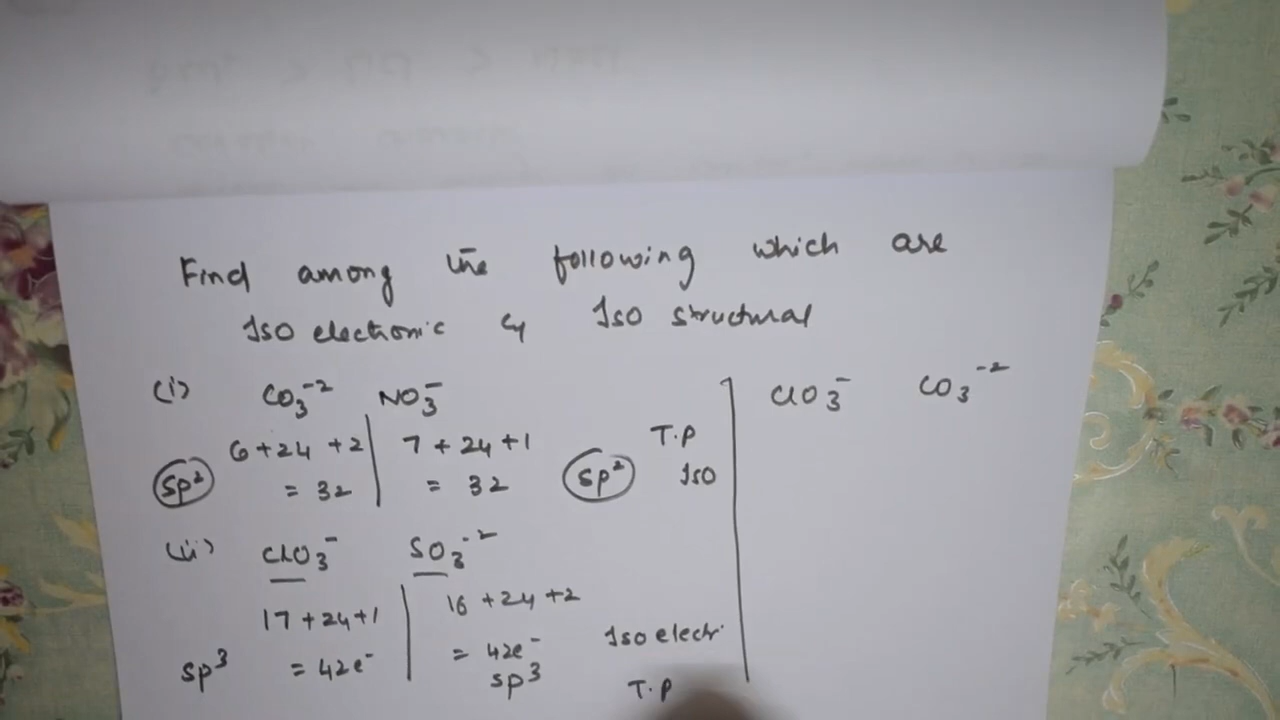 Find among the following which are
Iso electronic & Iso structural
(i) CO₃⁻² NO₃⁻
6+24+2 | 7+24+1 T.P
sp² = 32 | = 32 sp² Iso
(ii) ClO₃⁻ SO₃⁻²
17+24+1 | 16+24+2
= 42e⁻ | = 42e⁻ Iso electr
sp³ sp³ T.P
ClO₃⁻ CO₃⁻²